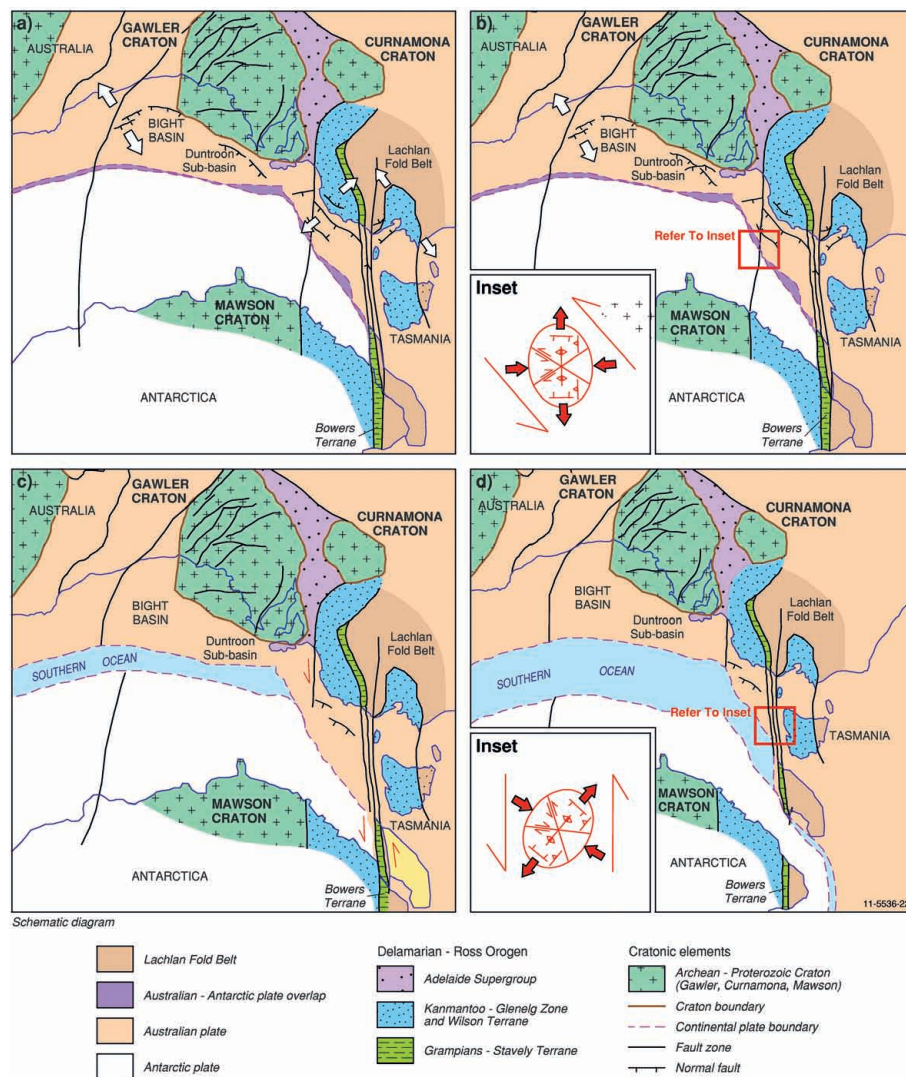 a)
GAWLER
CRATON
AUSTRALIA
CURNAMONA
CRATON
BIGHT
BASIN
Duntroon
Sub-basin
Lachlan
Fold Belt
MAWSON
CRATON
TASMANIA
ANTARCTICA
Bowers
Terrane
b)
GAWLER
CRATON
AUSTRALIA
CURNAMONA
CRATON
BIGHT
BASIN
Duntroon
Sub-basin
Lachlan
Fold Belt
Refer To Inset
Inset
MAWSON
CRATON
TASMANIA
ANTARCTICA
Bowers
Terrane
c)
GAWLER
CRATON
AUSTRALIA
CURNAMONA
CRATON
BIGHT
BASIN
Duntroon
Sub-basin
Lachlan
Fold Belt
SOUTHERN OCEAN
MAWSON
CRATON
TASMANIA
ANTARCTICA
Bowers
Terrane
d)
GAWLER
CRATON
AUSTRALIA
CURNAMONA
CRATON
BIGHT
BASIN
Duntroon
Sub-basin
Lachlan
Fold Belt
SOUTHERN OCEAN
Refer To Inset
TASMANIA
Inset
MAWSON
CRATON
ANTARCTICA
Bowers
Terrane
Schematic diagram
Lachlan Fold Belt
Australian - Antarctic plate overlap
Australian plate
Antarctic plate
Delamarian - Ross Orogen
Adelaide Supergroup
Kanmantoo - Glenelg Zone
and Wilson Terrane
Grampians - Stavely Terrane
Cratonic elements
Archean - Proterozoic Craton
(Gawler, Curnamona, Mawson)
Craton boundary
Continental plate boundary
Fault zone
Normal fault